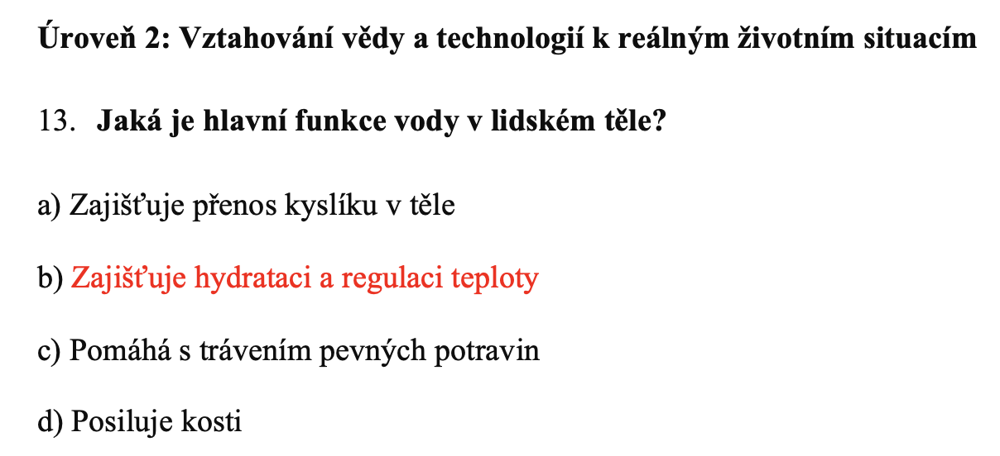 Úroveň 2: Vztahování vědy a technologií k reálným životním situacím
13. Jaká je hlavní funkce vody v lidském těle?
a) Zajišťuje přenos kyslíku v těle
b) Zajišťuje hydrataci a regulaci teploty
c) Pomáhá s trávením pevných potravin
d) Posiluje kosti